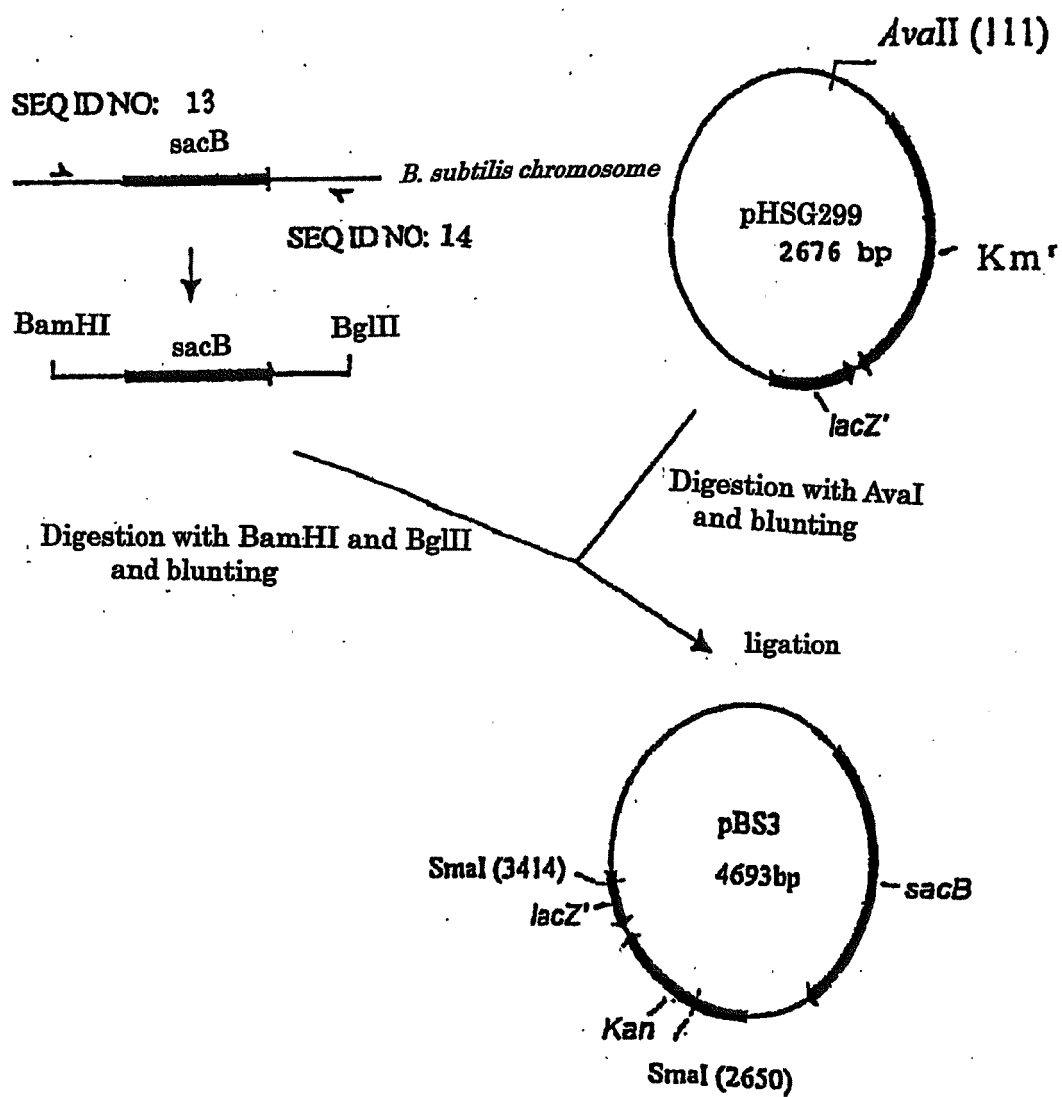 AvaII (111)
SEQ ID NO: 13
sacB
B. subtilis chromosome
SEQ ID NO: 14
pHSG299
2676 bp
Km r
BamHI
sacB
BglII
lacZ'
Digestion with AvaI
and blunting
Digestion with BamHI and BglII
and blunting
ligation
pBS3
4693bp
SmaI (3414)
lacZ'
sacB
Kan
SmaI (2650)